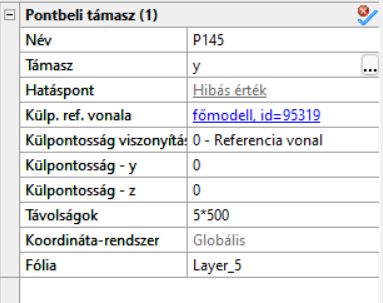 Pontbeli támasz (1)
Név P145
Támasz y ...
Hatáspont Hibás érték
Külp. ref. vonala főmodell, id=95319
Külpontosság viszonyítás 0 - Referencia vonal
Külpontosság - y 0
Külpontosság - z 0
Távolságok 5*500
Koordináta-rendszer Globális
Fólia Layer_5